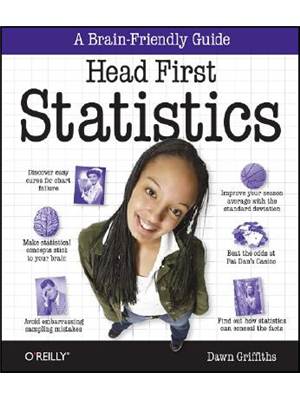 A Brain-Friendly Guide
Head First
Statistics
Discover easy
cures for chart
failure
Improve your season
average with the
standard deviation
Make statistical
concepts stick
to your brain
Beat the odds at
Fat Dan's Casino
Avoid embarrassing
sampling mistakes
Find out how statistics
can conceal the facts
O'REILLY®
Dawn Griffiths